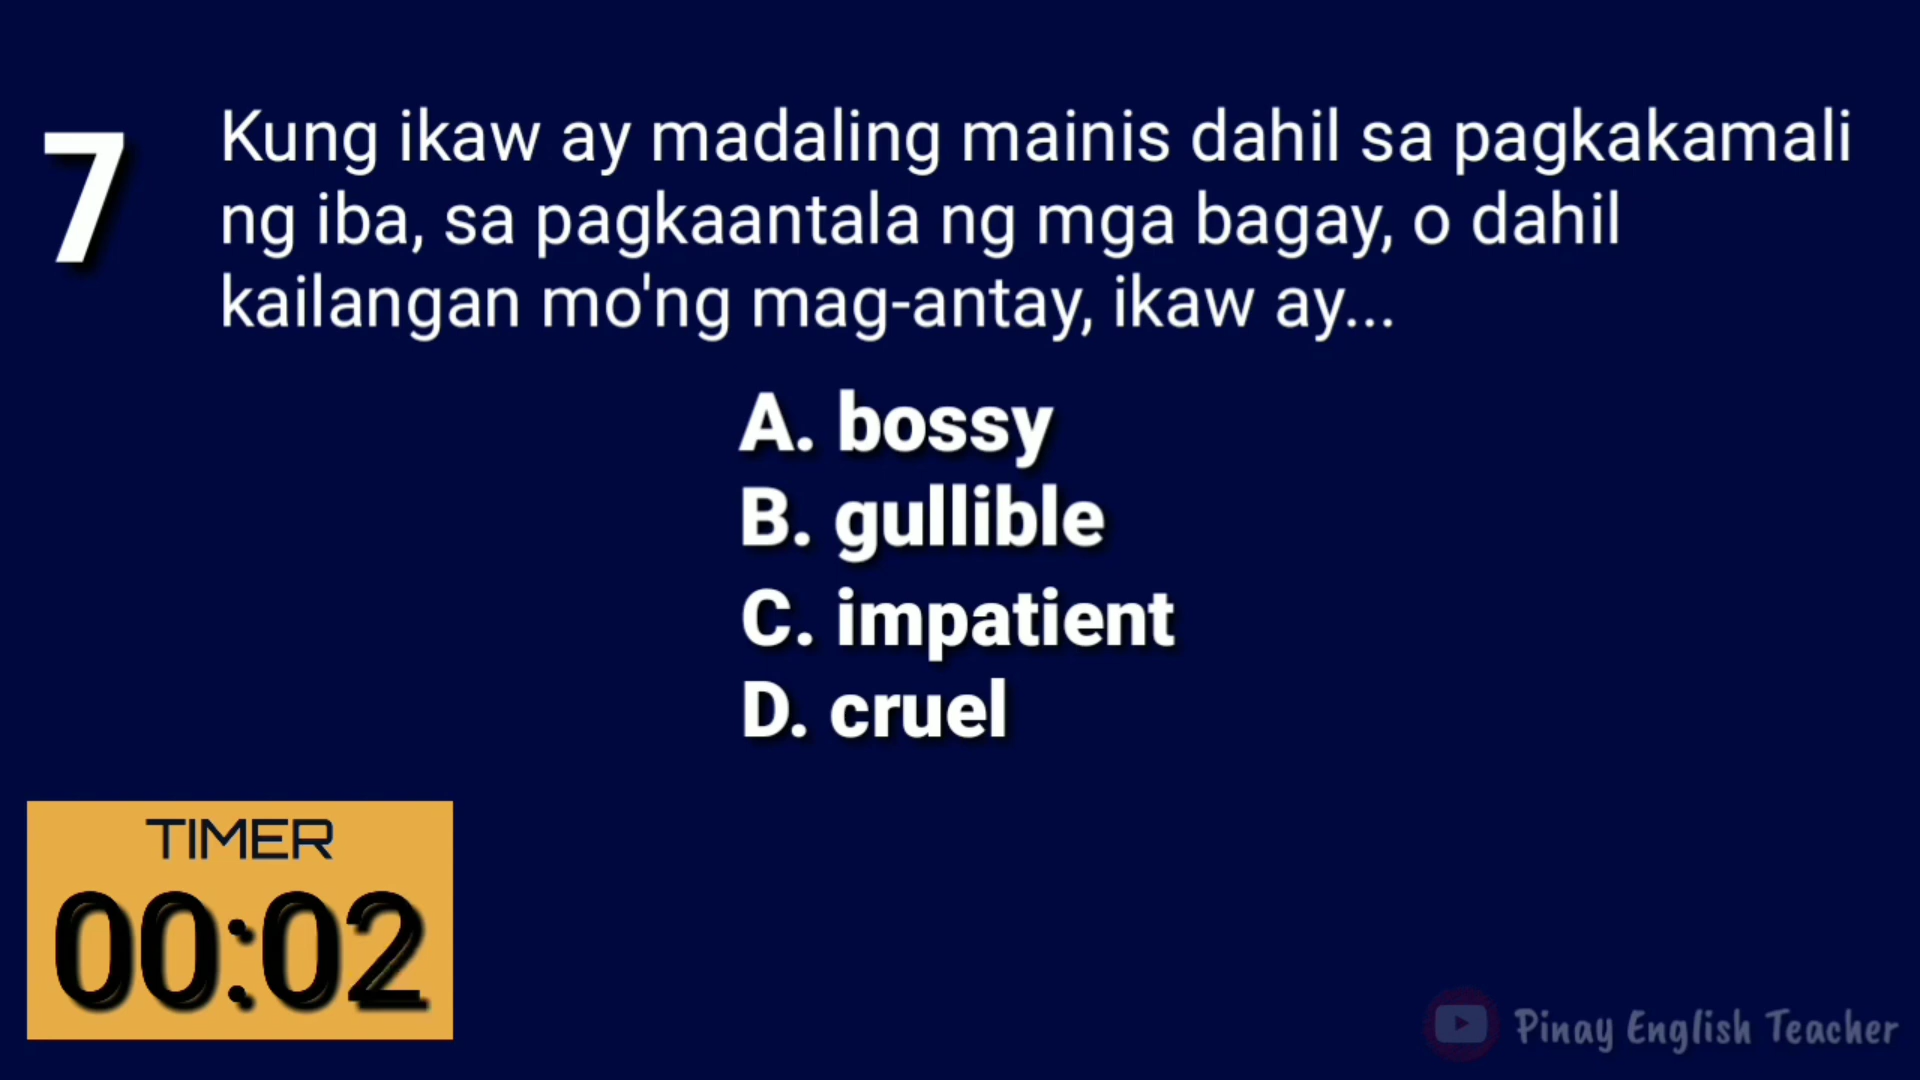 7
Kung ikaw ay madaling mainis dahil sa pagkakamali
ng iba, sa pagkaantala ng mga bagay, o dahil
kailangan mo'ng mag-antay, ikaw ay...
A. bossy
B. gullible
C. impatient
D. cruel
TIMER
00:02
Pinay English Teacher